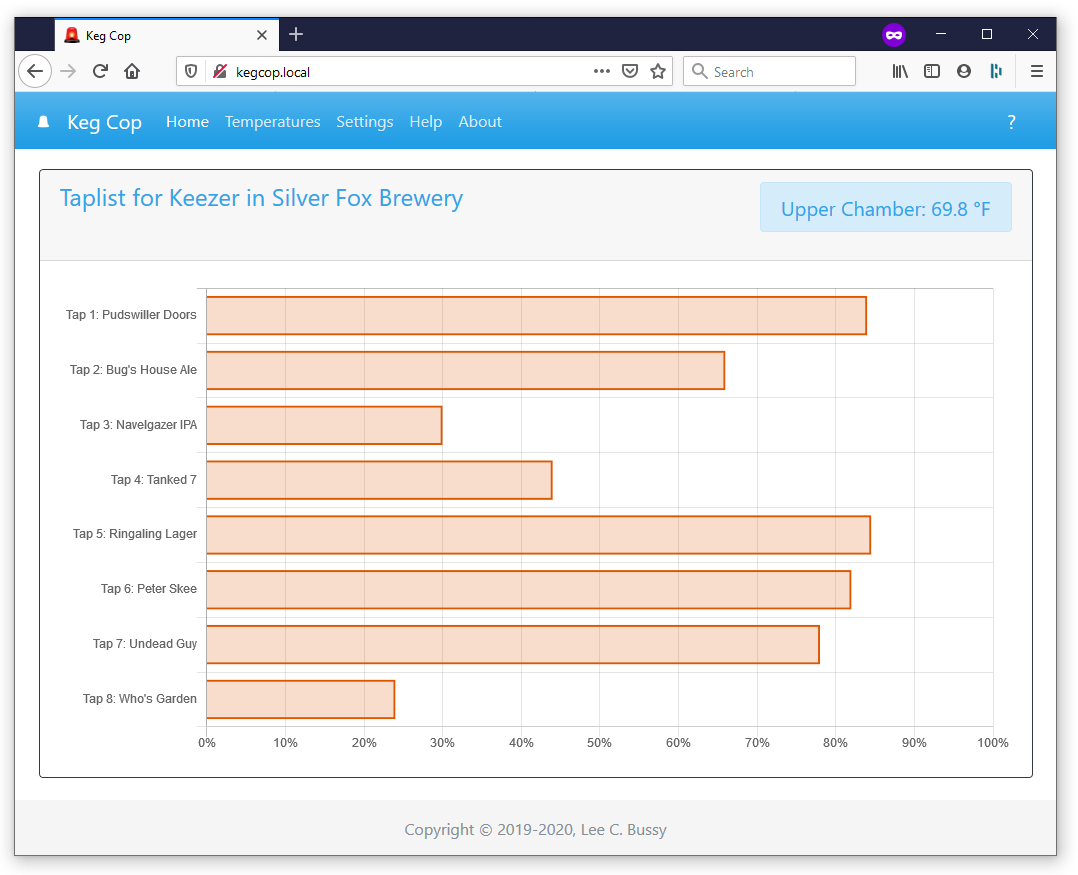 Keg Cop
kegcop.local
Search
Keg Cop Home Temperatures Settings Help About ?
Taplist for Keezer in Silver Fox Brewery
Upper Chamber: 69.8 °F
Tap 1: Pudswiller Doors
Tap 2: Bug's House Ale
Tap 3: Navelgazer IPA
Tap 4: Tanked 7
Tap 5: Ringaling Lager
Tap 6: Peter Skee
Tap 7: Undead Guy
Tap 8: Who's Garden
0% 10% 20% 30% 40% 50% 60% 70% 80% 90% 100%
Copyright © 2019-2020, Lee C. Bussy